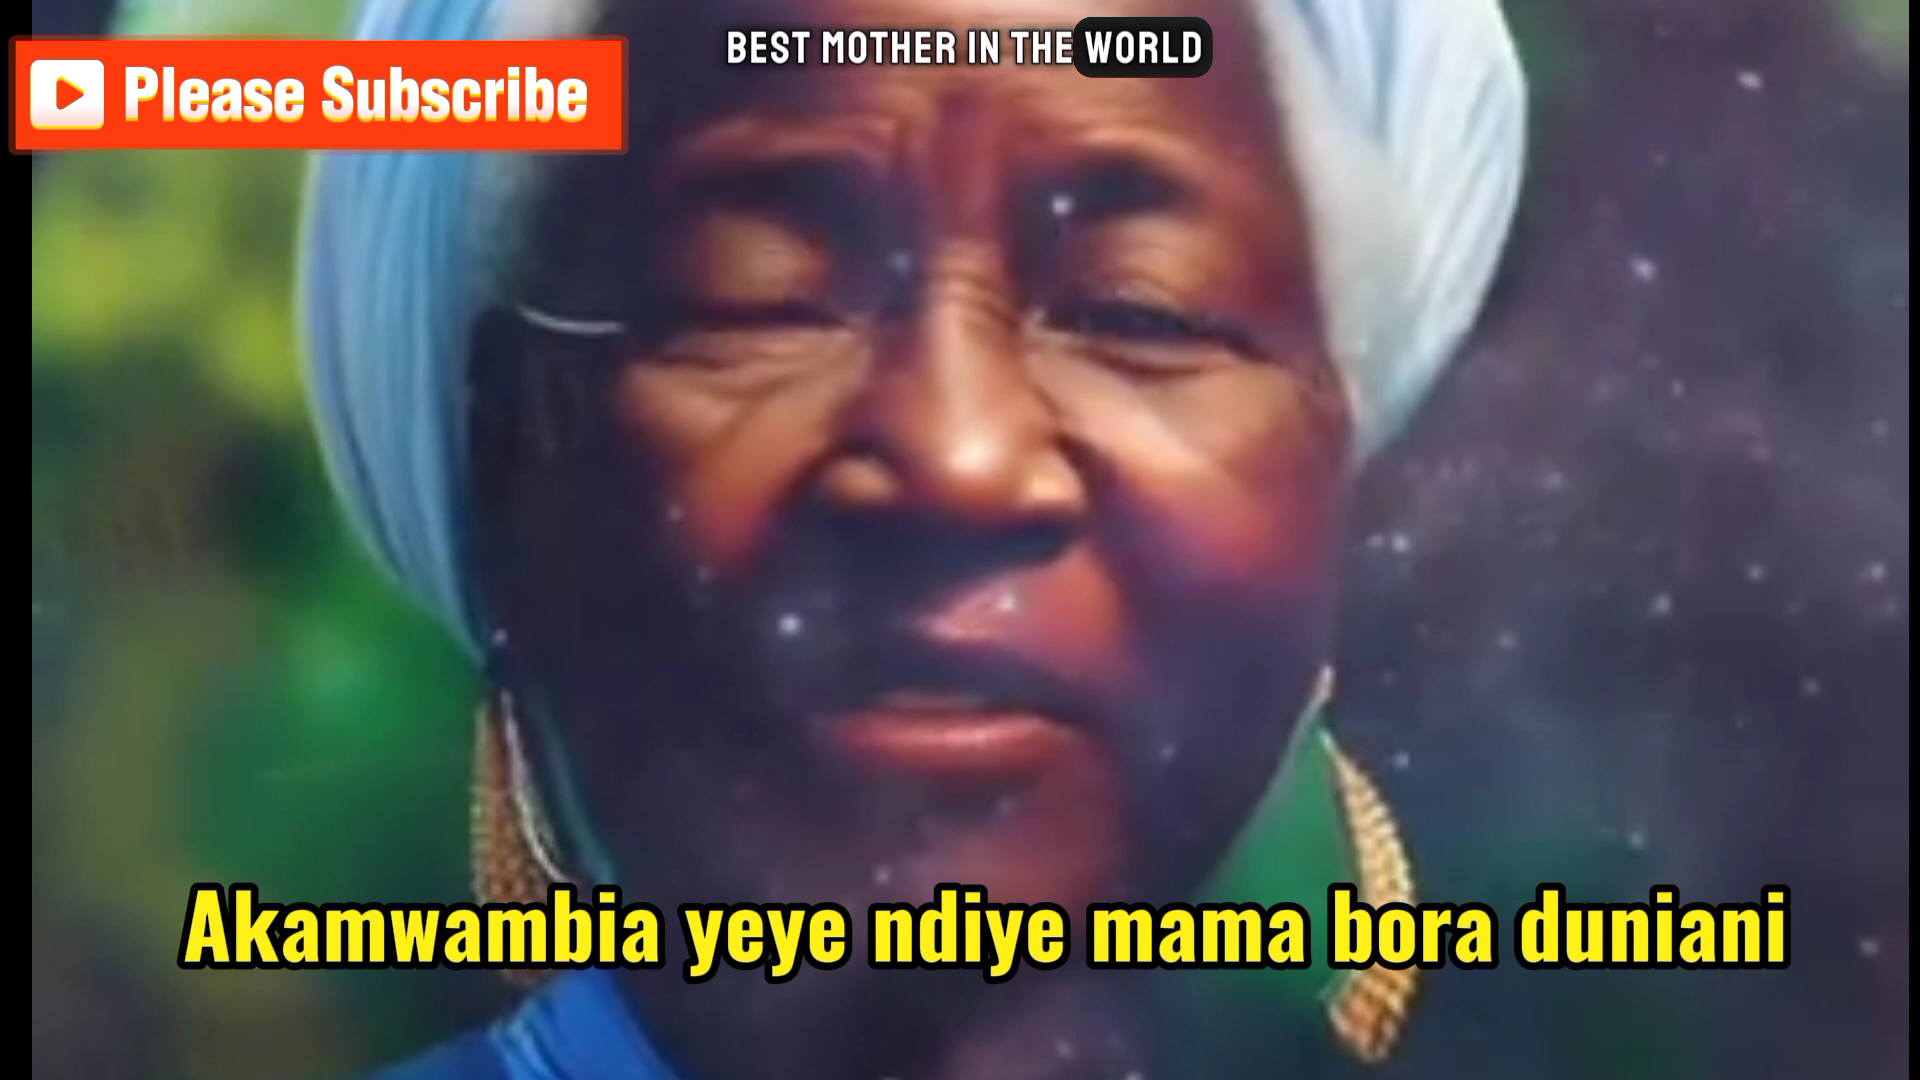 BEST MOTHER IN THE WORLD
Please Subscribe
Akamwambia yeye ndiye mama bora duniani